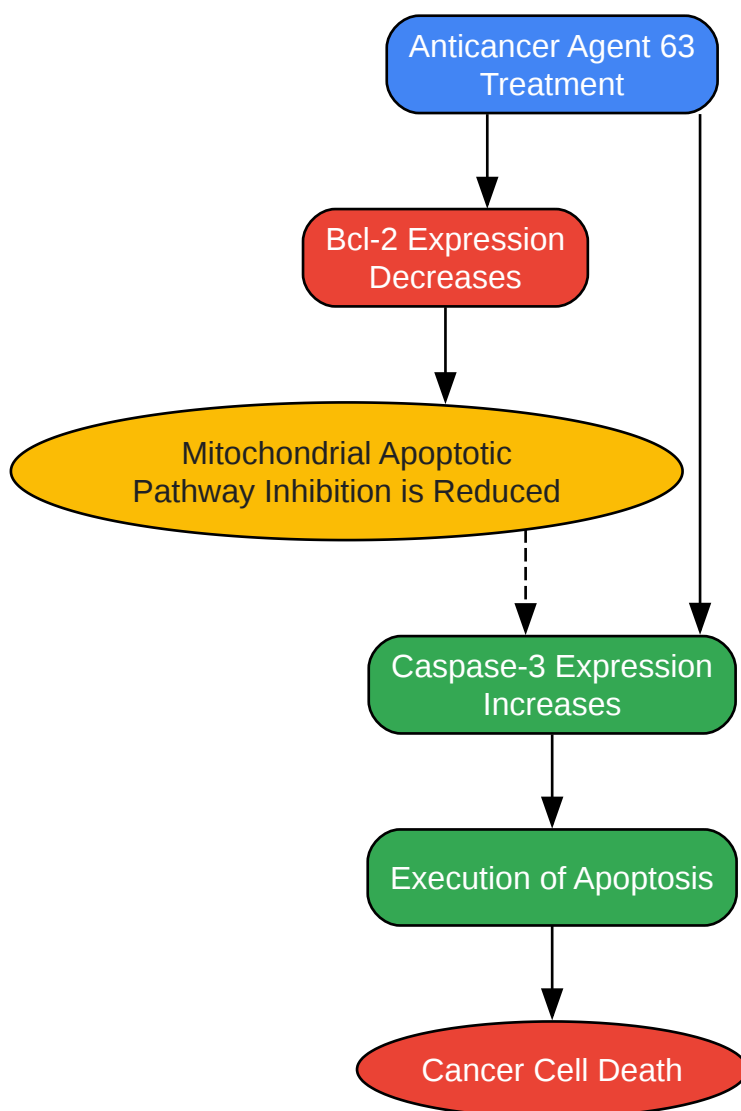 Anticancer Agent 63
Treatment
Bcl-2 Expression
Decreases
Mitochondrial Apoptotic
Pathway Inhibition is Reduced
Caspase-3 Expression
Increases
Execution of Apoptosis
Cancer Cell Death